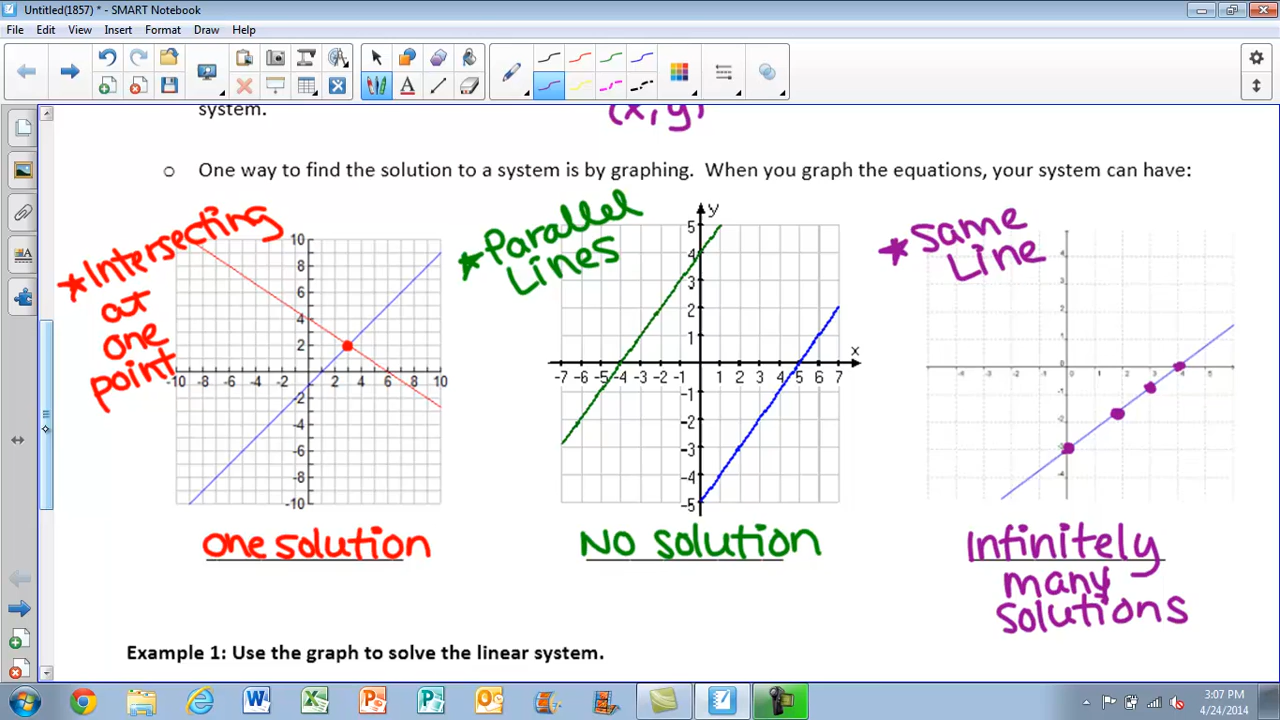 Untitled(1857) * - SMART Notebook
File Edit View Insert Format Draw Help
system.
(x, y)
One way to find the solution to a system is by graphing. When you graph the equations, your system can have:
★Intersecting
at
one
point
10
8
6
4
2
-10 -8 -6 -4 -2 2 4 6 8 10
-2
-4
-6
-8
-10
One solution
★Parallel
Lines
y
5
4
3
2
1
x
-7 -6 -5 -4 -3 -2 -1 1 2 3 4 5 6 7
-1
-2
-3
-4
-5
No solution
★Same
Line
Infinitely
many
solutions
Example 1: Use the graph to solve the linear system.
3:07 PM
4/24/2014